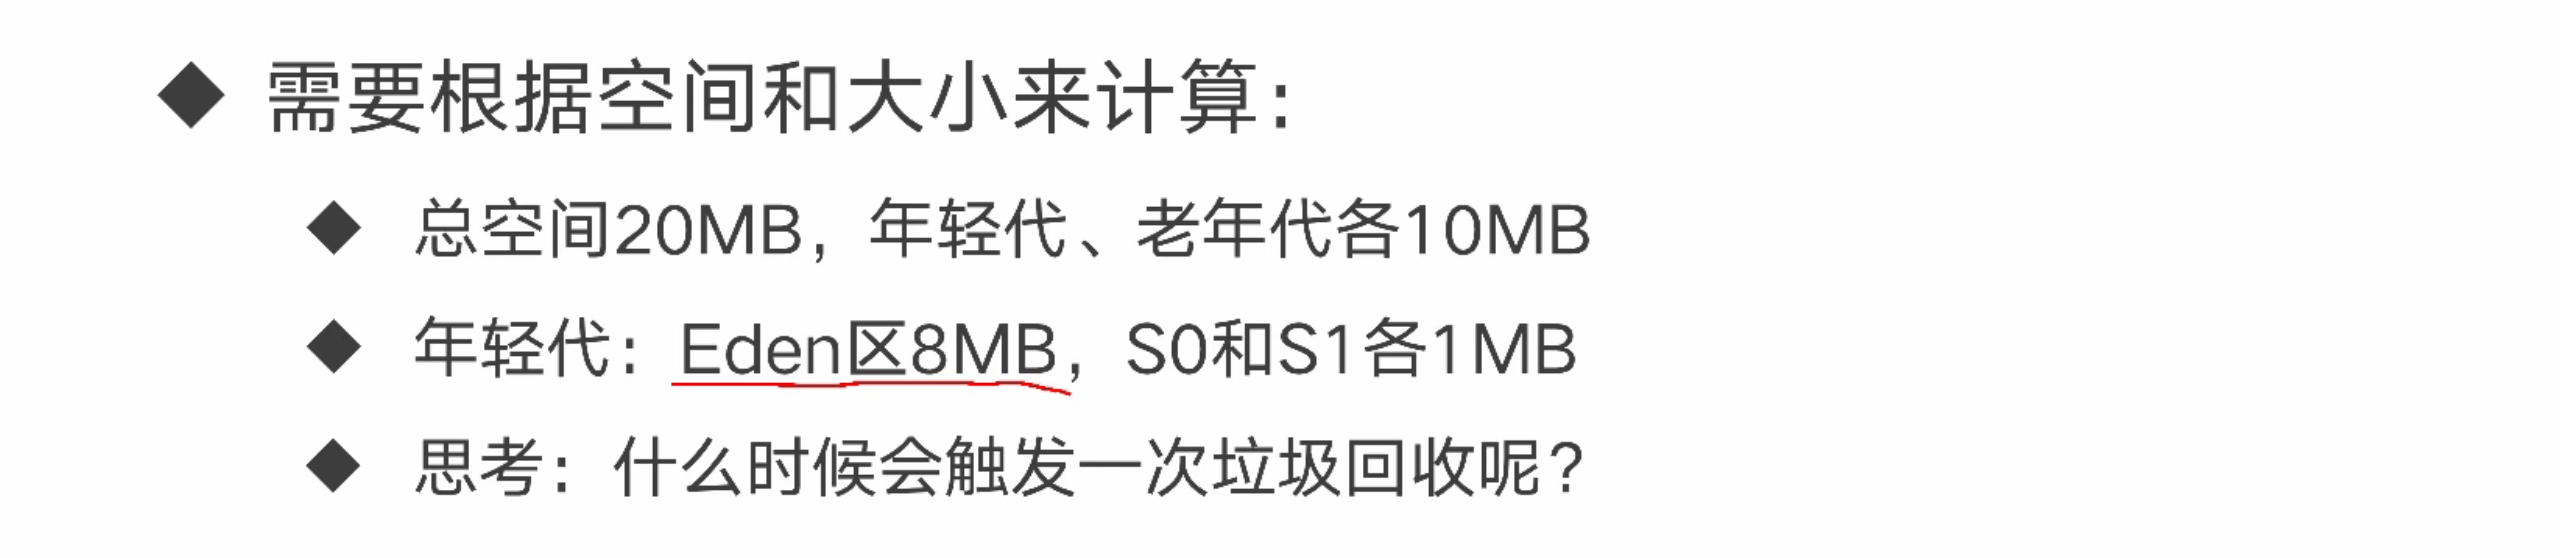 需要根据空间和大小来计算：
总空间20MB，年轻代、老年代各10MB
年轻代：Eden区8MB，S0和S1各1MB
思考：什么时候会触发一次垃圾回收呢？